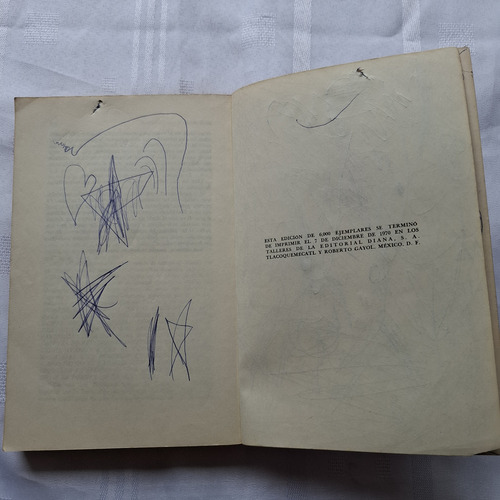 ESTA EDICION DE 6,000 EJEMPLARES SE TERMINO
DE IMPRIMIR EL 7 DE DICIEMBRE DE 1970 EN LOS
TALLERES DE LA EDITORIAL DIANA, S. A.
TLACOQUEMECATL Y ROBERTO GAYOL. MÉXICO. D. F.